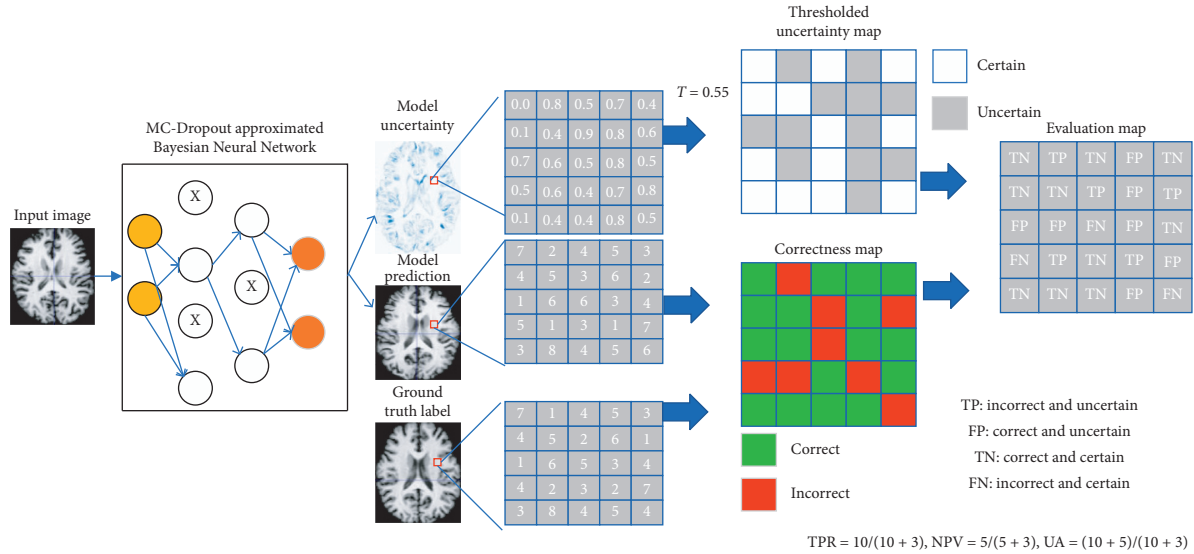 Input image
MC-Dropout approximated
Bayesian Neural Network
X
X
X
Model
uncertainty
0.0 0.8 0.5 0.7 0.4
0.1 0.4 0.9 0.8 0.6
0.7 0.6 0.5 0.8 0.5
0.5 0.6 0.4 0.7 0.8
0.1 0.4 0.4 0.8 0.5
Model
prediction
7 2 4 5 3
4 5 3 6 2
1 6 6 3 4
5 1 3 1 7
3 8 4 5 6
Ground
truth label
7 1 4 5 3
4 5 2 6 1
1 6 5 3 4
4 2 3 2 7
3 8 4 5 4
T = 0.55
Thresholded
uncertainty map
Certain
Uncertain
Correctness map
Correct
Incorrect
Evaluation map
TN TP TN FP TN
TN TN TP FP TP
FP FP FN FP TN
FN TP TN TP FP
TN TN TN FP FN
TP: incorrect and uncertain
FP: correct and uncertain
TN: correct and certain
FN: incorrect and certain
TPR = 10/(10 + 3), NPV = 5/(5 + 3), UA = (10 + 5)/(10 + 3)